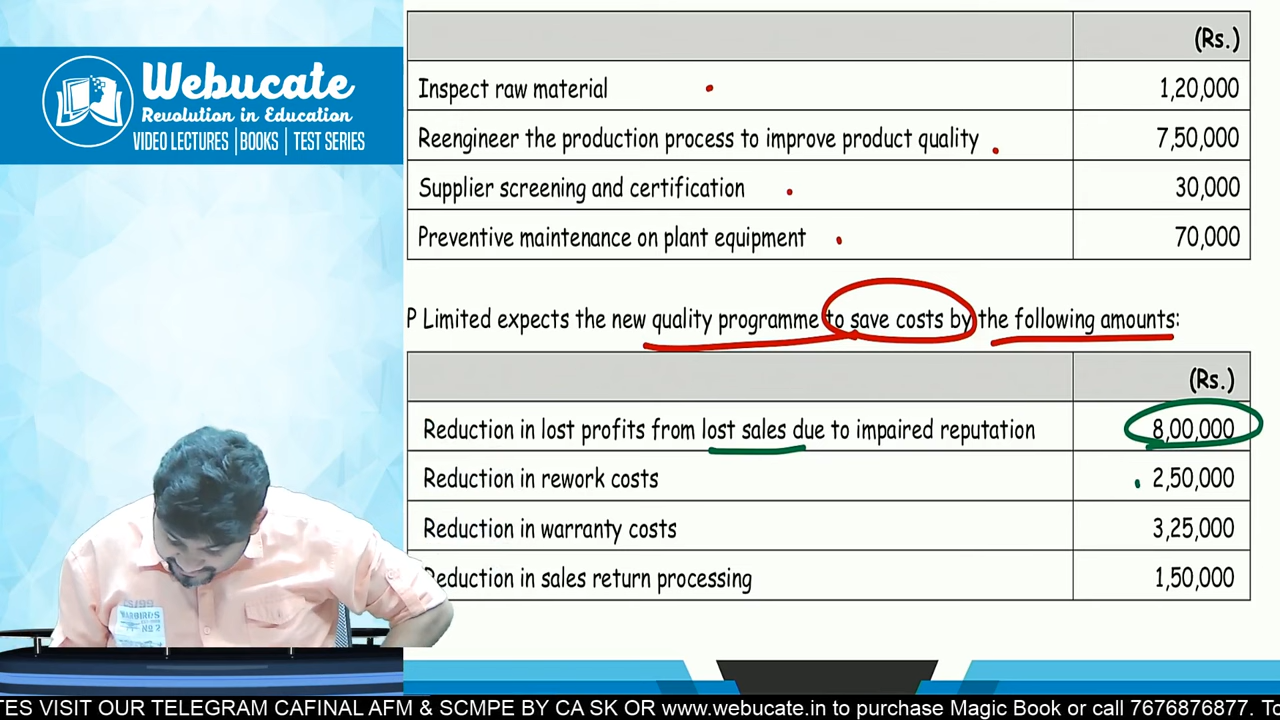 Webucate
Revolution in Education
VIDEO LECTURES | BOOKS | TEST SERIES
(Rs.)
Inspect raw material 1,20,000
Reengineer the production process to improve product quality 7,50,000
Supplier screening and certification 30,000
Preventive maintenance on plant equipment 70,000
P Limited expects the new quality programme to save costs by the following amounts:
(Rs.)
Reduction in lost profits from lost sales due to impaired reputation 8,00,000
Reduction in rework costs 2,50,000
Reduction in warranty costs 3,25,000
Reduction in sales return processing 1,50,000
TES VISIT OUR TELEGRAM CAFINAL AFM & SCMPE BY CA SK OR www.webucate.in to purchase Magic Book or call 7676876877. To